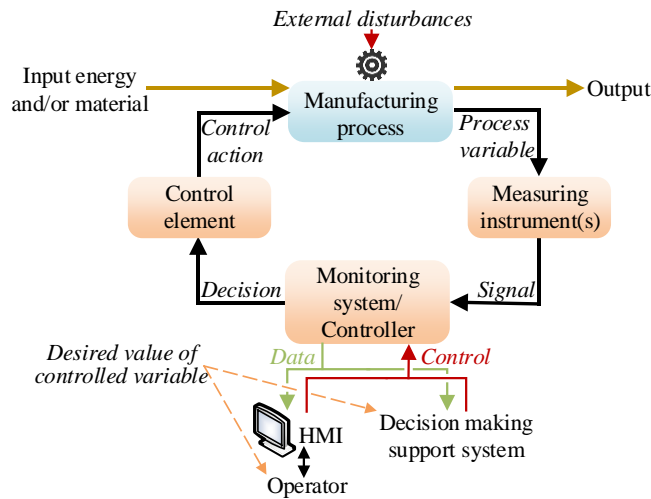 External disturbances
Input energy
and/or material
Manufacturing
process
Output
Control
action
Process
variable
Control
element
Measuring
instrument(s)
Decision
Monitoring
system/
Controller
Signal
Desired value of
controlled variable
Data
Control
HMI
Decision making
support system
Operator